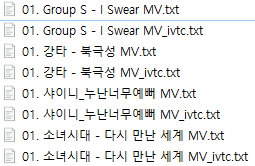 01. Group S - I Swear MV.txt
01. Group S - I Swear MV_ivtc.txt
01. 강타 - 북극성 MV.txt
01. 강타 - 북극성 MV_ivtc.txt
01. 샤이니_누난너무예뻐 MV.txt
01. 샤이니_누난너무예뻐 MV_ivtc.txt
01. 소녀시대 - 다시 만난 세계 MV.txt
01. 소녀시대 - 다시 만난 세계 MV_ivtc.txt